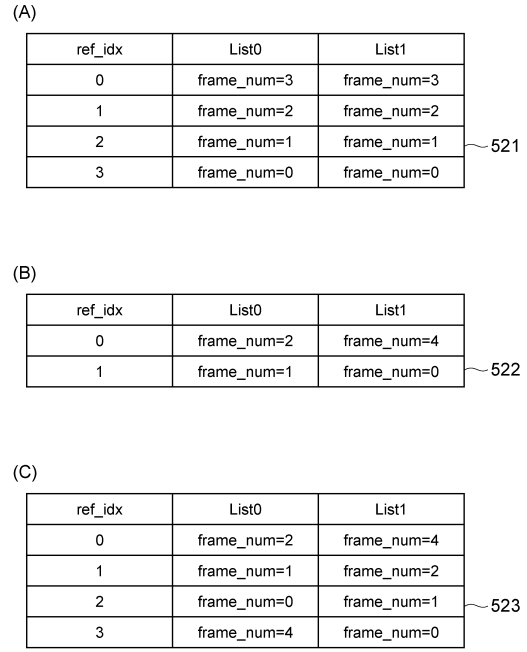 (A)
ref_idx List0 List1
0 frame_num=3 frame_num=3
1 frame_num=2 frame_num=2
2 frame_num=1 frame_num=1
521
3 frame_num=0 frame_num=0
(B)
ref_idx List0 List1
0 frame_num=2 frame_num=4
1 frame_num=1 frame_num=0
522
(C)
ref_idx List0 List1
0 frame_num=2 frame_num=4
1 frame_num=1 frame_num=2
2 frame_num=0 frame_num=1
523
3 frame_num=4 frame_num=0